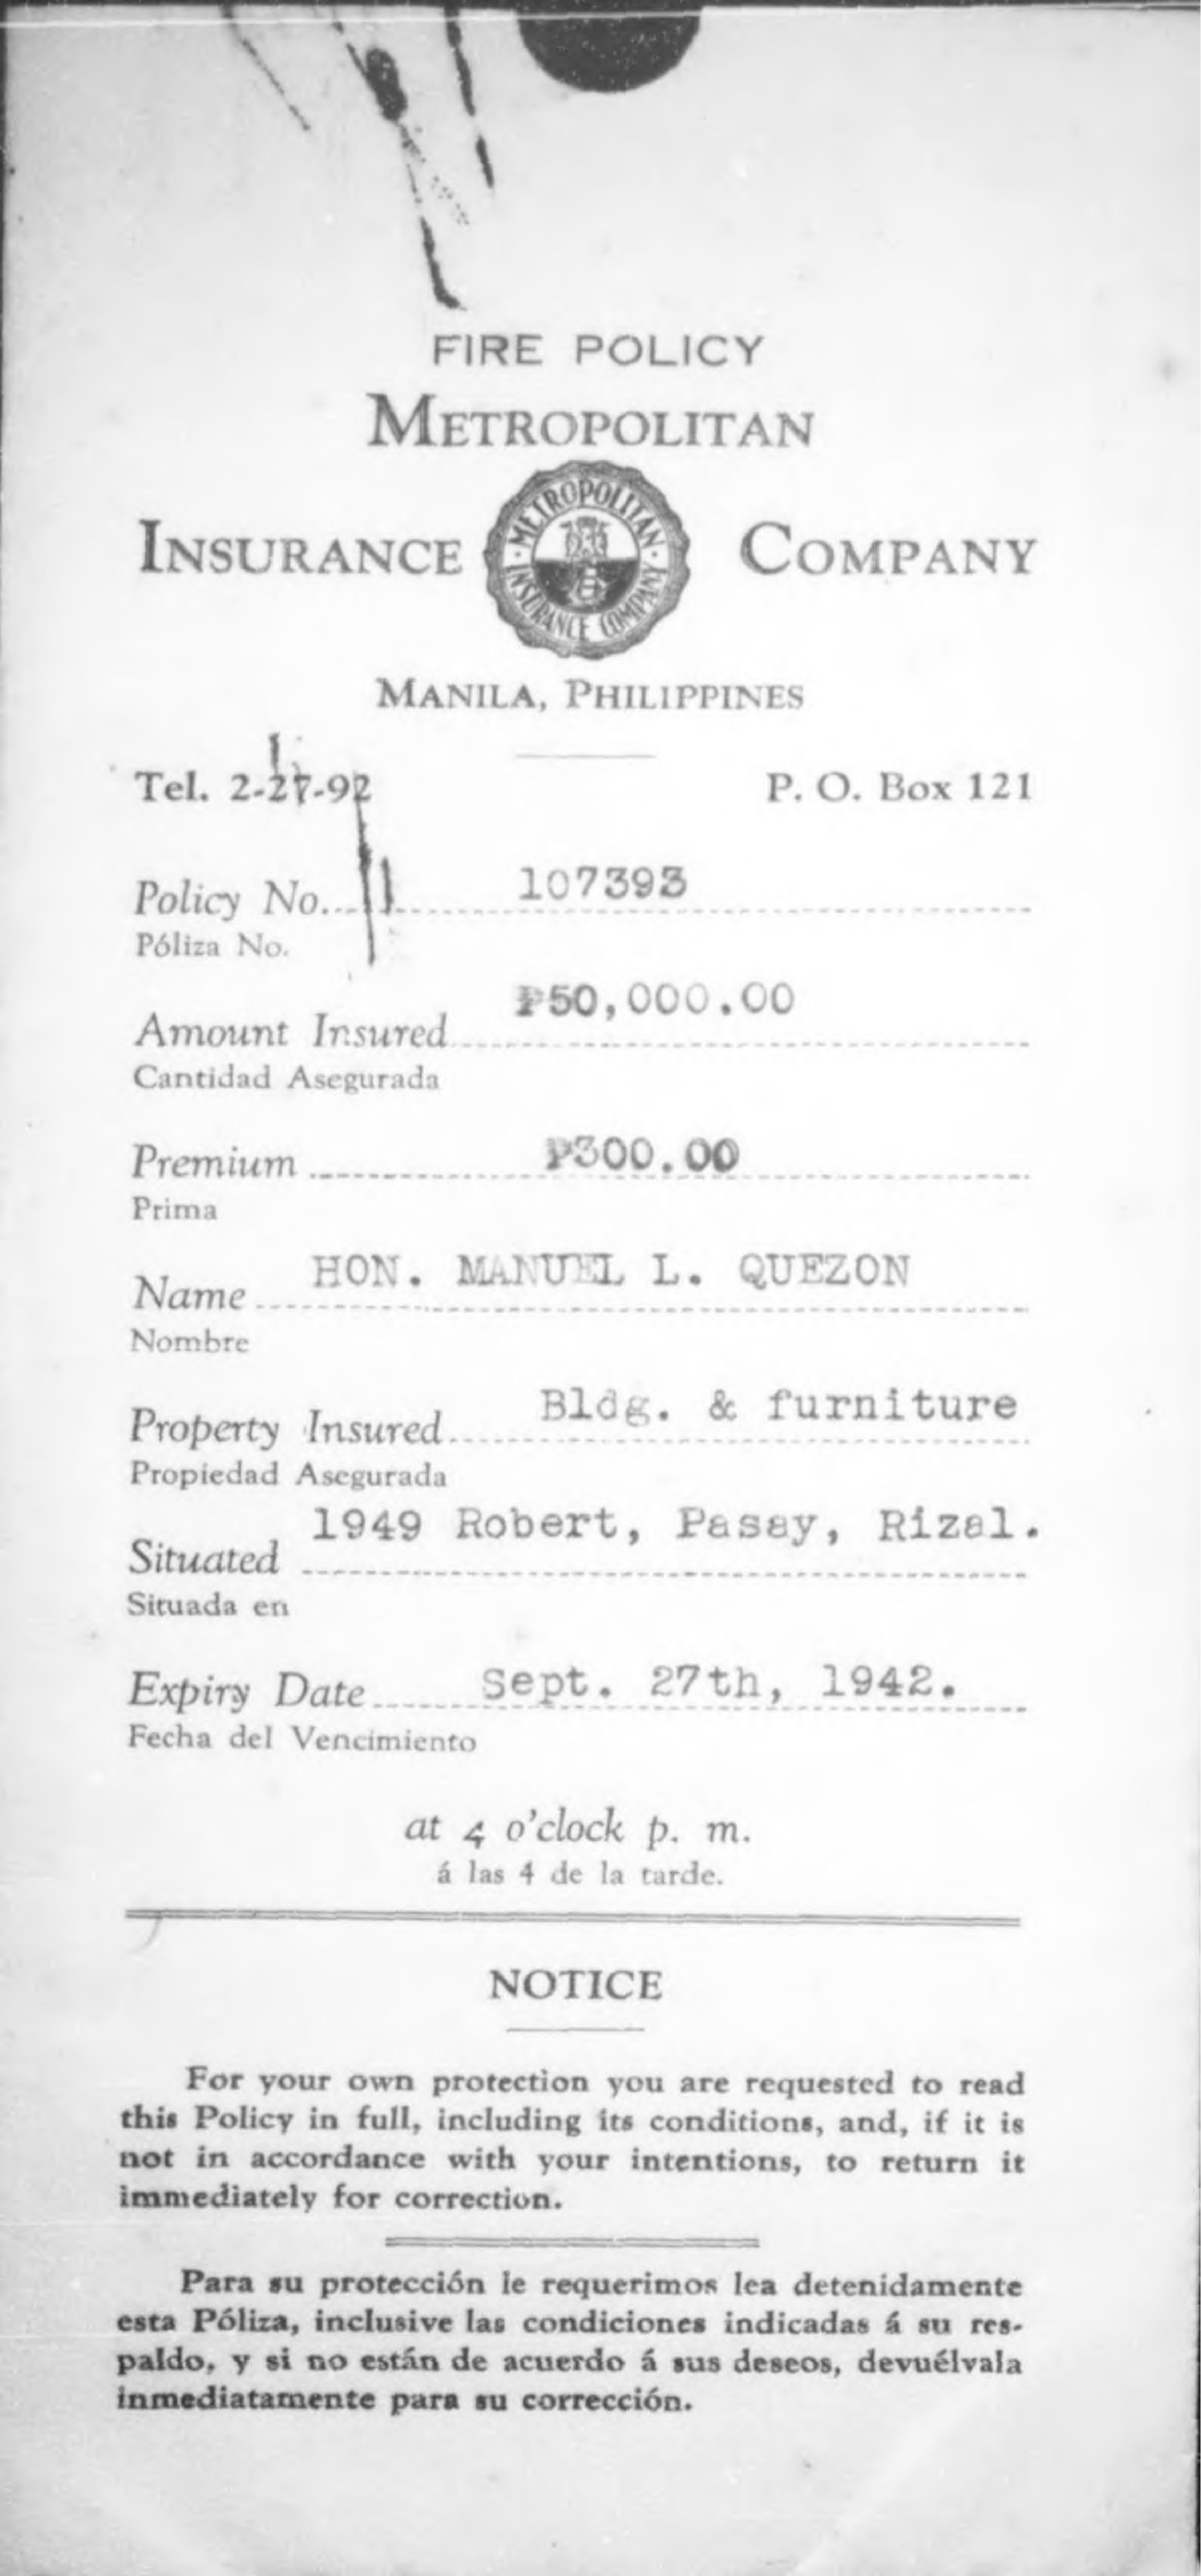 FIRE POLICY
METROPOLITAN
INSURANCE COMPANY
METROPOLITAN
INSURANCE COMPANY
MANILA, PHILIPPINES
Tel. 2-27-92 P. O. Box 121
Policy No. 107393
Póliza No.
Amount Insured ₱50,000.00
Cantidad Asegurada
Premium ₱300.00
Prima
Name HON. MANUEL L. QUEZON
Nombre
Property Insured Bldg. & furniture
Propiedad Asegurada
Situated 1949 Robert, Pasay, Rizal.
Situada en
Expiry Date Sept. 27th, 1942.
Fecha del Vencimiento
at 4 o'clock p. m.
á las 4 de la tarde.
NOTICE
For your own protection you are requested to read
this Policy in full, including its conditions, and, if it is
not in accordance with your intentions, to return it
immediately for correction.
Para su protección le requerimos lea detenidamente
esta Póliza, inclusive las condiciones indicadas á su res-
paldo, y si no están de acuerdo á sus deseos, devuélvala
inmediatamente para su corrección.